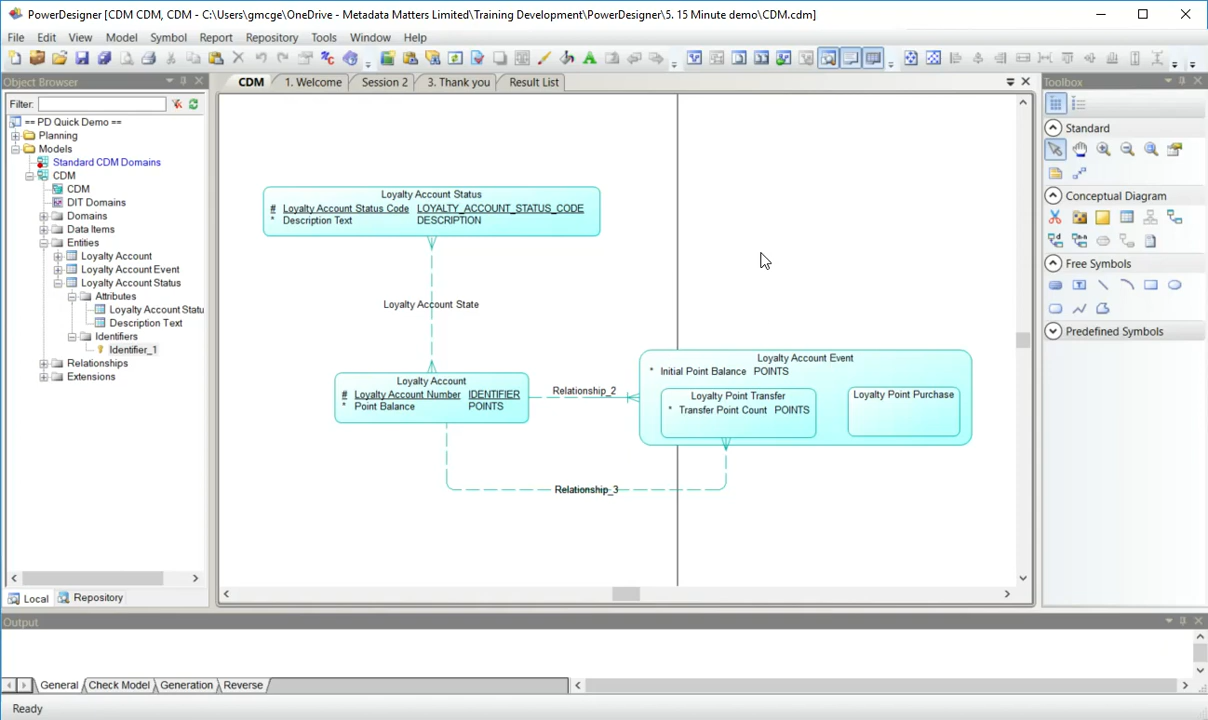 PowerDesigner [CDM CDM, CDM - C:\Users\gmcge\OneDrive - Metadata Matters Limited\Training Development\PowerDesigner\5. 15 Minute demo\CDM.cdm]
File Edit View Model Symbol Report Repository Tools Window Help
Object Browser
CDM 1. Welcome Session 2 3. Thank you Result List
Toolbox
Filter:
== PD Quick Demo ==
Planning
Models
Standard CDM Domains
CDM
CDM
DIT Domains
Domains
Data Items
Entities
Loyalty Account
Loyalty Account Event
Loyalty Account Status
Attributes
Loyalty Account Statu
Description Text
Identifiers
Identifier_1
Relationships
Extensions
Local Repository
Loyalty Account Status
# Loyalty Account Status Code LOYALTY_ACCOUNT_STATUS_CODE
* Description Text DESCRIPTION
Loyalty Account State
Loyalty Account
# Loyalty Account Number IDENTIFIER
* Point Balance POINTS
Relationship_2
Loyalty Account Event
* Initial Point Balance POINTS
Loyalty Point Transfer
* Transfer Point Count POINTS
Loyalty Point Purchase
Relationship_3
Standard
Conceptual Diagram
Free Symbols
Predefined Symbols
Output
General Check Model Generation Reverse
Ready